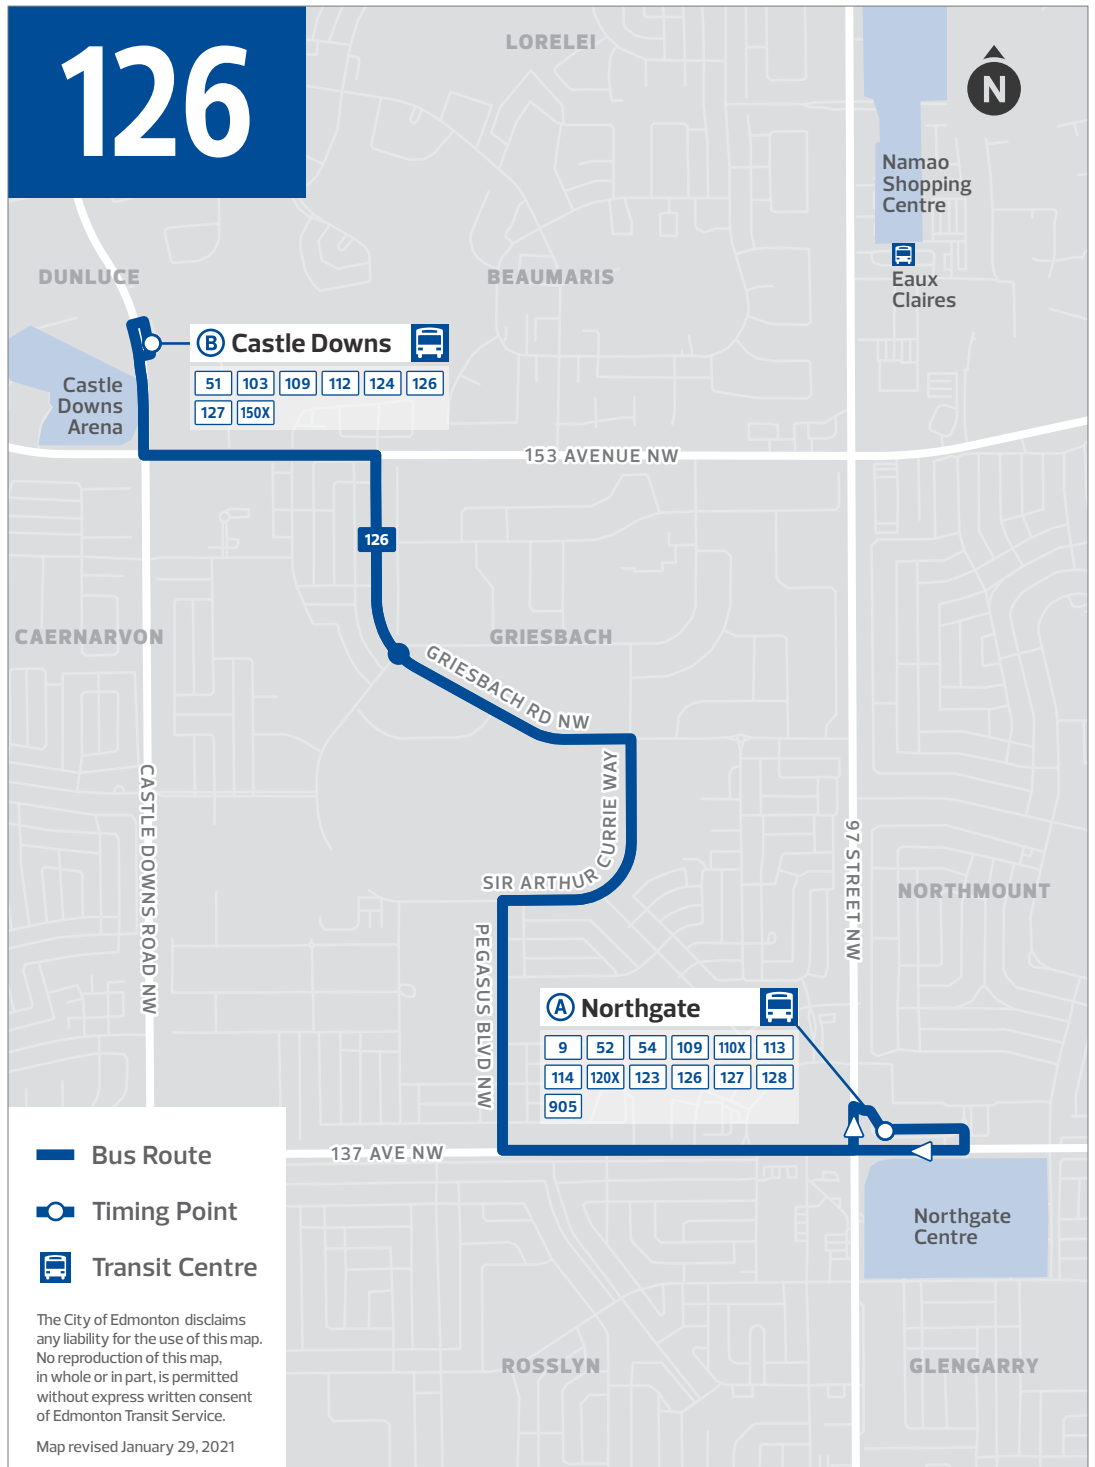 126
LORELEI
N
Namao
Shopping
Centre
Eaux
Claires
DUNLUCE
BEAUMARIS
B Castle Downs
51 103 109 112 124 126
127 150X
Castle
Downs
Arena
153 AVENUE NW
126
CAERNARVON
GRIESBACH
GRIESBACH RD NW
CASTLE DOWNS ROAD NW
SIR ARTHUR CURRIE WAY
97 STREET NW
NORTHMOUNT
PEGASUS BLVD NW
A Northgate
9 52 54 109 110X 113
114 120X 123 126 127 128
905
137 AVE NW
Northgate
Centre
ROSSLYN
GLENGARRY
Bus Route
Timing Point
Transit Centre
The City of Edmonton disclaims
any liability for the use of this map.
No reproduction of this map,
in whole or in part, is permitted
without express written consent
of Edmonton Transit Service.
Map revised January 29, 2021